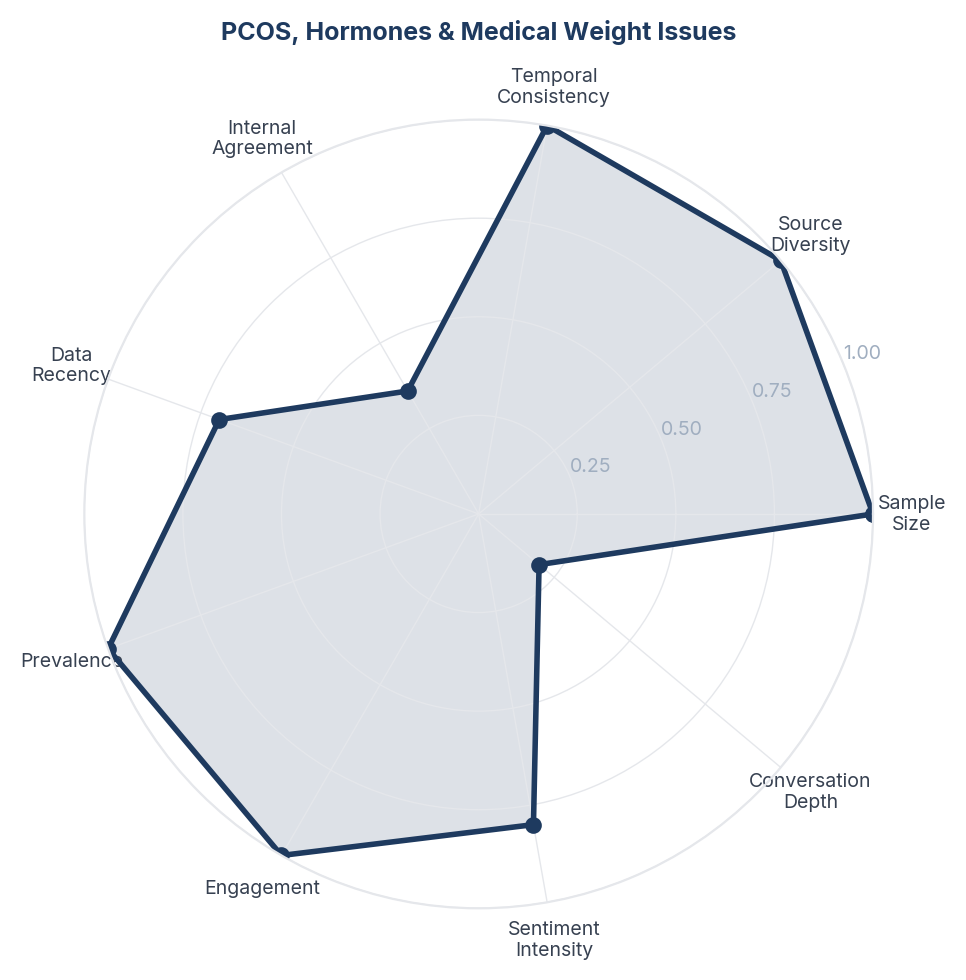 PCOS, Hormones & Medical Weight Issues
Temporal
Consistency
Internal
Agreement
Source
Diversity
Data
Recency
1.00
0.75
0.50
0.25
Sample
Size
Prevalence
Conversation
Depth
Engagement
Sentiment
Intensity